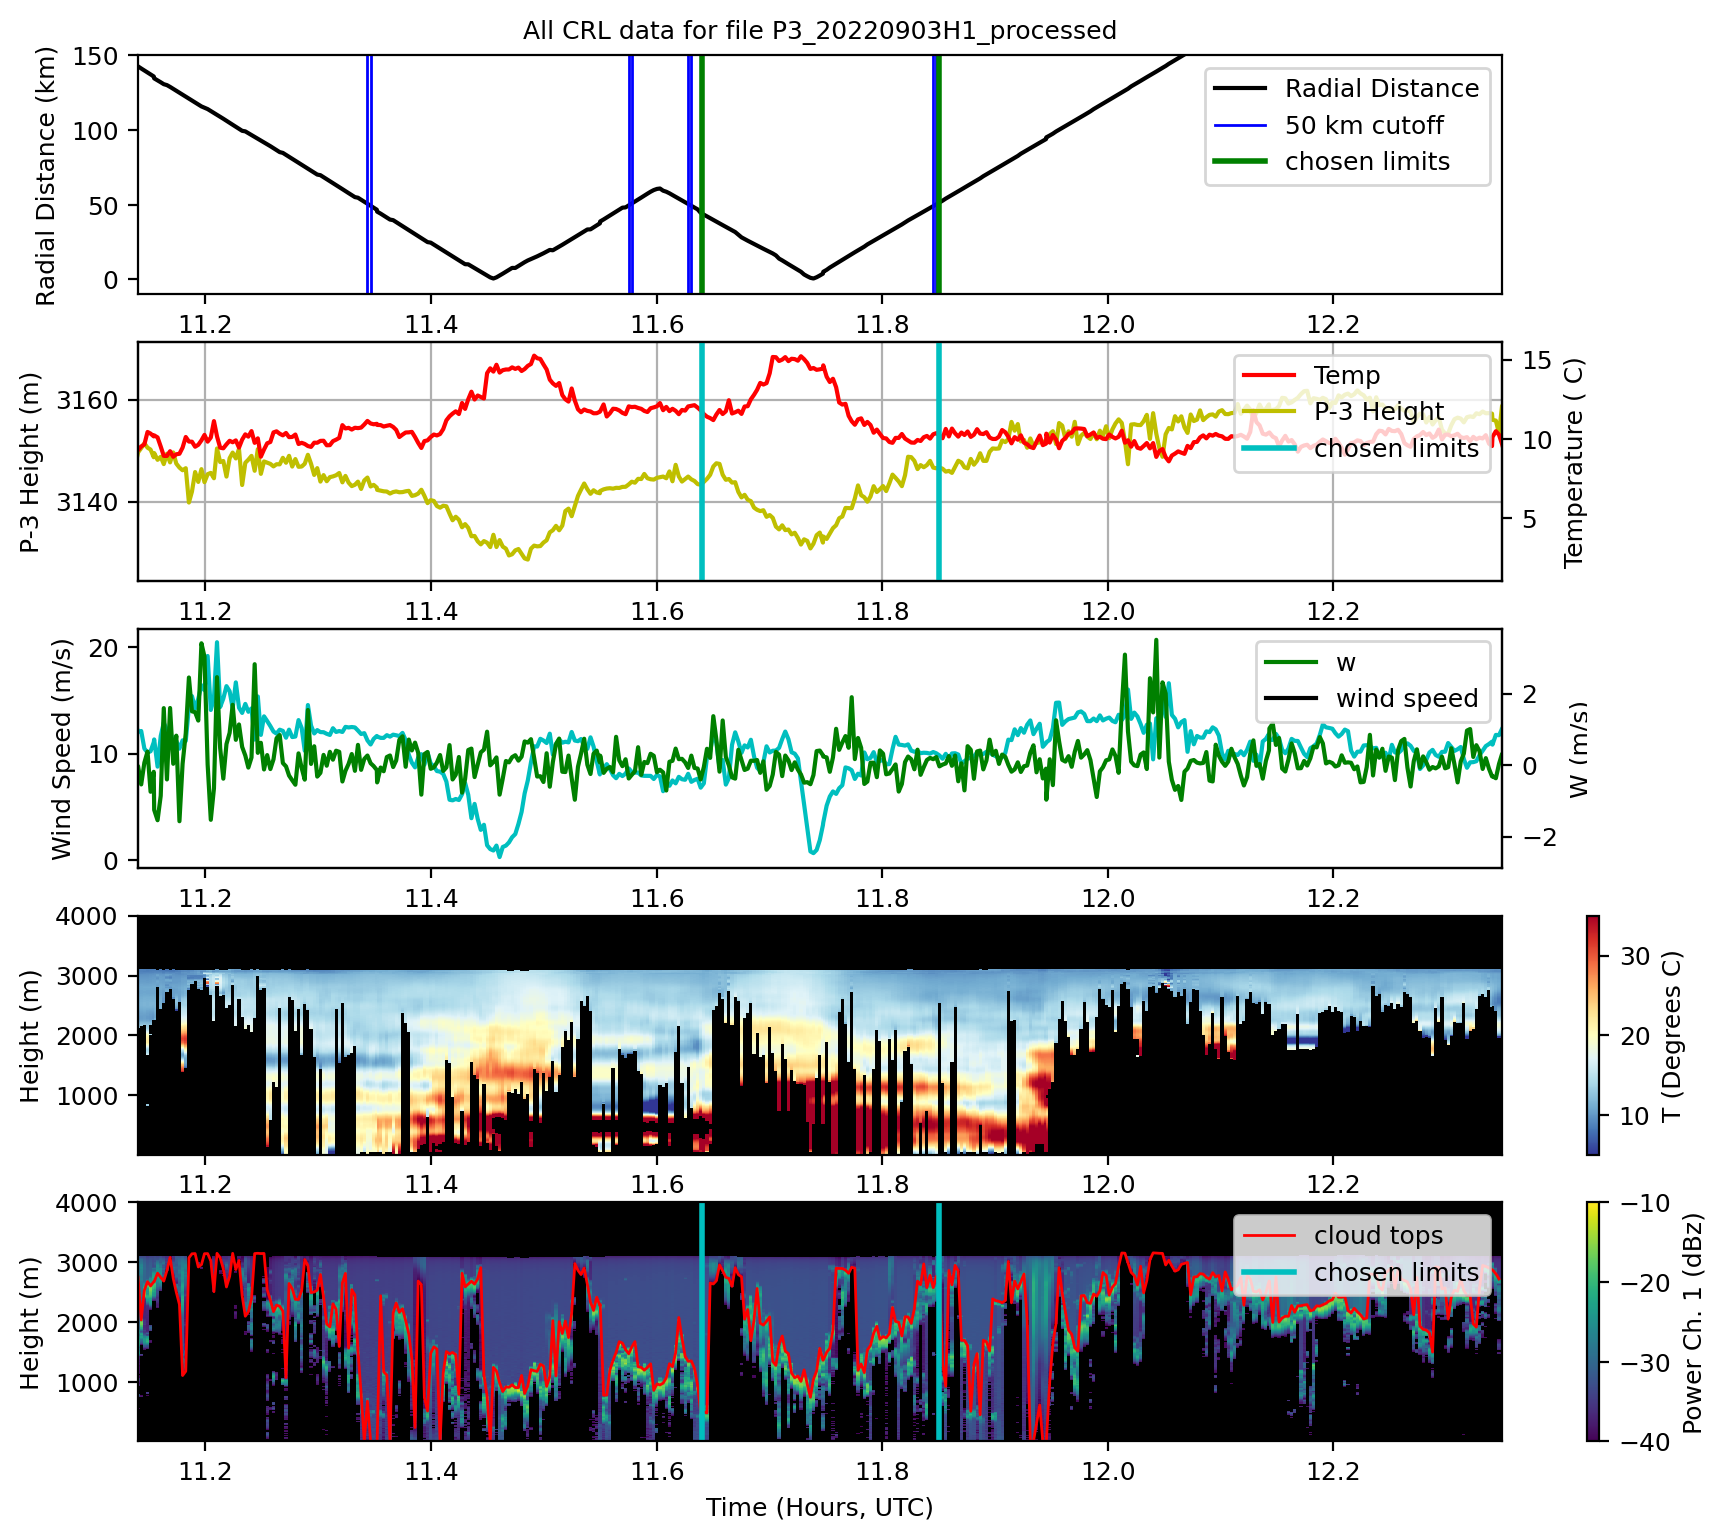 All CRL data for file P3_20220903H1_processed
Radial Distance (km)
150
100
50
0
Radial Distance
50 km cutoff
chosen limits
11.2 11.4 11.6 11.8 12.0 12.2
P-3 Height (m)
3160
3140
Temp
P-3 Height
chosen limits
15
10
5
Temperature ( C)
11.2 11.4 11.6 11.8 12.0 12.2
Wind Speed (m/s)
20
10
0
w
wind speed
2
0
−2
W (m/s)
11.2 11.4 11.6 11.8 12.0 12.2
Height (m)
4000
3000
2000
1000
30
20
10
T (Degrees C)
11.2 11.4 11.6 11.8 12.0 12.2
Height (m)
4000
3000
2000
1000
cloud tops
chosen limits
−10
−20
−30
−40
Power Ch. 1 (dBz)
11.2 11.4 11.6 11.8 12.0 12.2
Time (Hours, UTC)